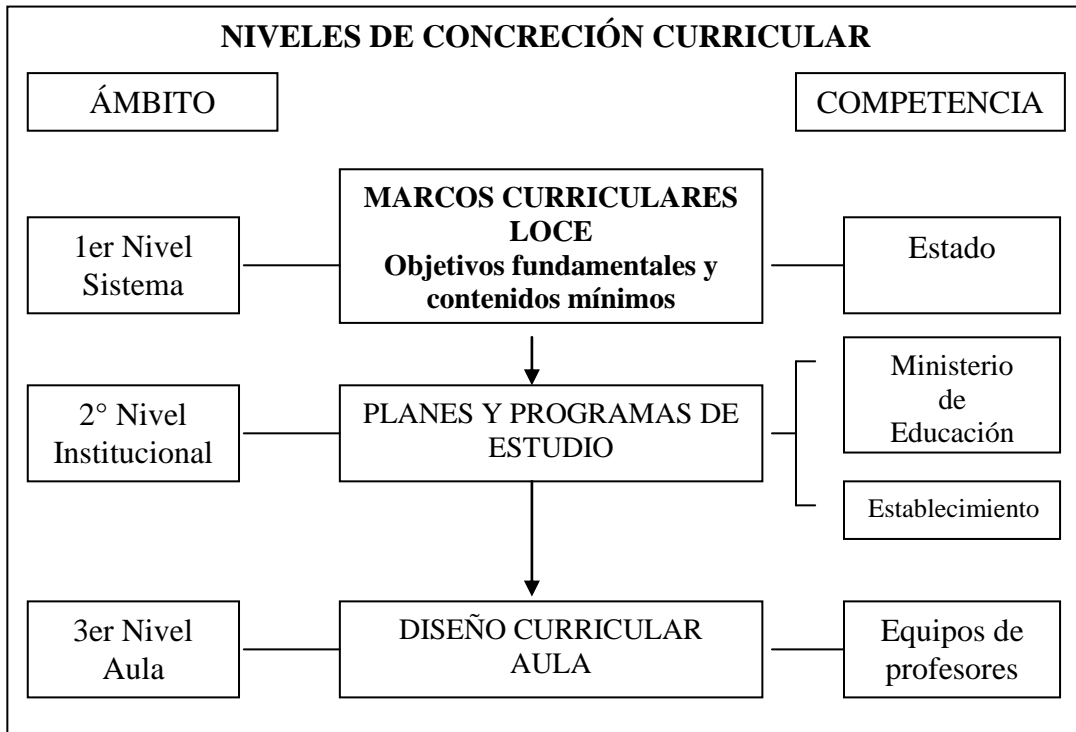 NIVELES DE CONCRECIÓN CURRICULAR
ÁMBITO
COMPETENCIA
1er Nivel
Sistema
MARCOS CURRICULARES
LOCE
Objetivos fundamentales y
contenidos mínimos
Estado
2° Nivel
Institucional
PLANES Y PROGRAMAS DE
ESTUDIO
Ministerio
de
Educación
Establecimiento
3er Nivel
Aula
DISEÑO CURRICULAR
AULA
Equipos de
profesores